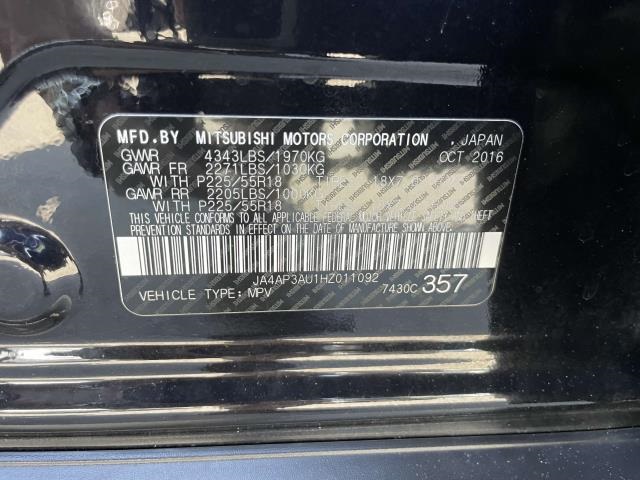 MFD.BY MITSUBISHI MOTORS CORPORATION , JAPAN
GVWR 4343LBS/1970KG OCT 2016
GAWR FR 2271LBS/1030KG
WITH P225/55R18
GAWR RR 2205LBS/1000KG
WITH P225/55R18
THIS VEHICLE CONFORMS TO ALL APPLICABLE FEDERAL MOTOR VEHICLE SAFETY AND THEFT
PREVENTION STANDARDS IN EFFECT ON THE DATE OF MANUFACTURE SHOWN ABOVE.
JA4AP3AU1HZ011092
VEHICLE TYPE: MPV 7430C 357